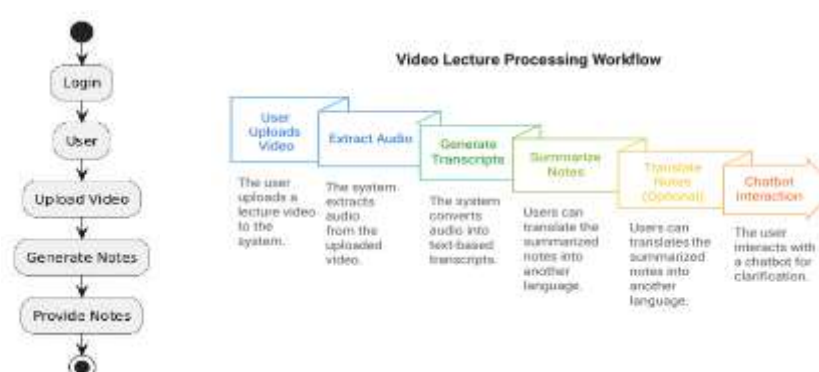 Login
User
Upload Video
Generate Notes
Provide Notes
Video Lecture Processing Workflow
User
Uploads
Video
The user
uploads a
lecture video
to the
system.
Extract Audio
The system
extracts
audio
from the
uploaded
video.
Generate
Transcripts
The system
converts
audio into
text-based
transcripts.
Summarize
Notes
Users can
translate the
summarized
notes into
another
language.
Translate
Notes
(Optional)
Users can
translates the
summarized
notes into
another
language.
Chatbot
Interaction
The user
interacts with
a chatbot for
clarification.